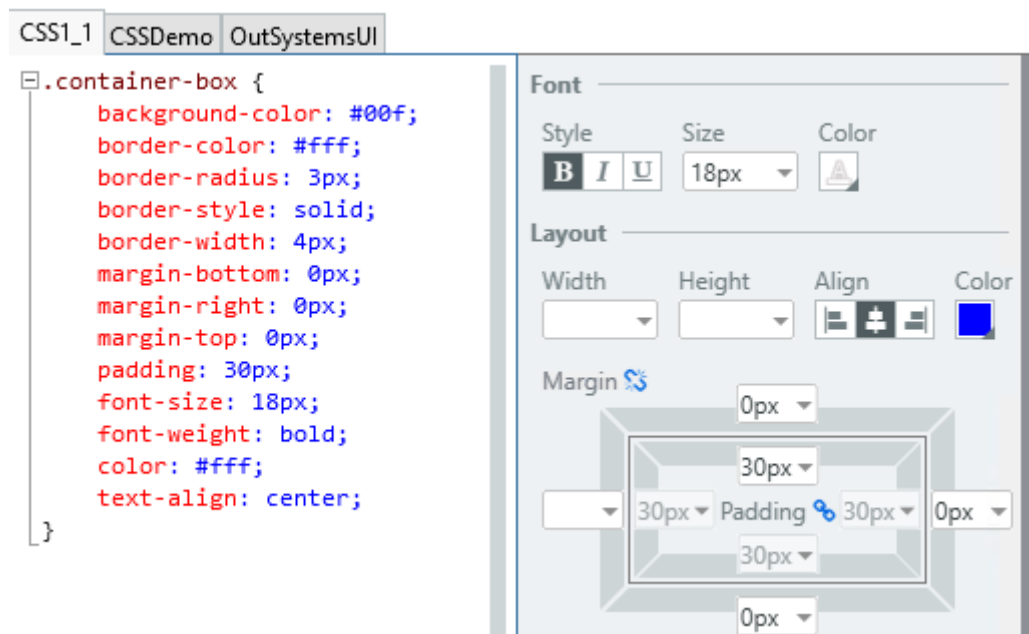 CSS1_1 CSSDemo OutSystemsUI
.container-box {
background-color: #00f;
border-color: #fff;
border-radius: 3px;
border-style: solid;
border-width: 4px;
margin-bottom: 0px;
margin-right: 0px;
margin-top: 0px;
padding: 30px;
font-size: 18px;
font-weight: bold;
color: #fff;
text-align: center;
}
Font
Style Size Color
B I U 18px A
Layout
Width Height Align Color
Margin
0px
30px
30px Padding 30px 0px
30px
0px